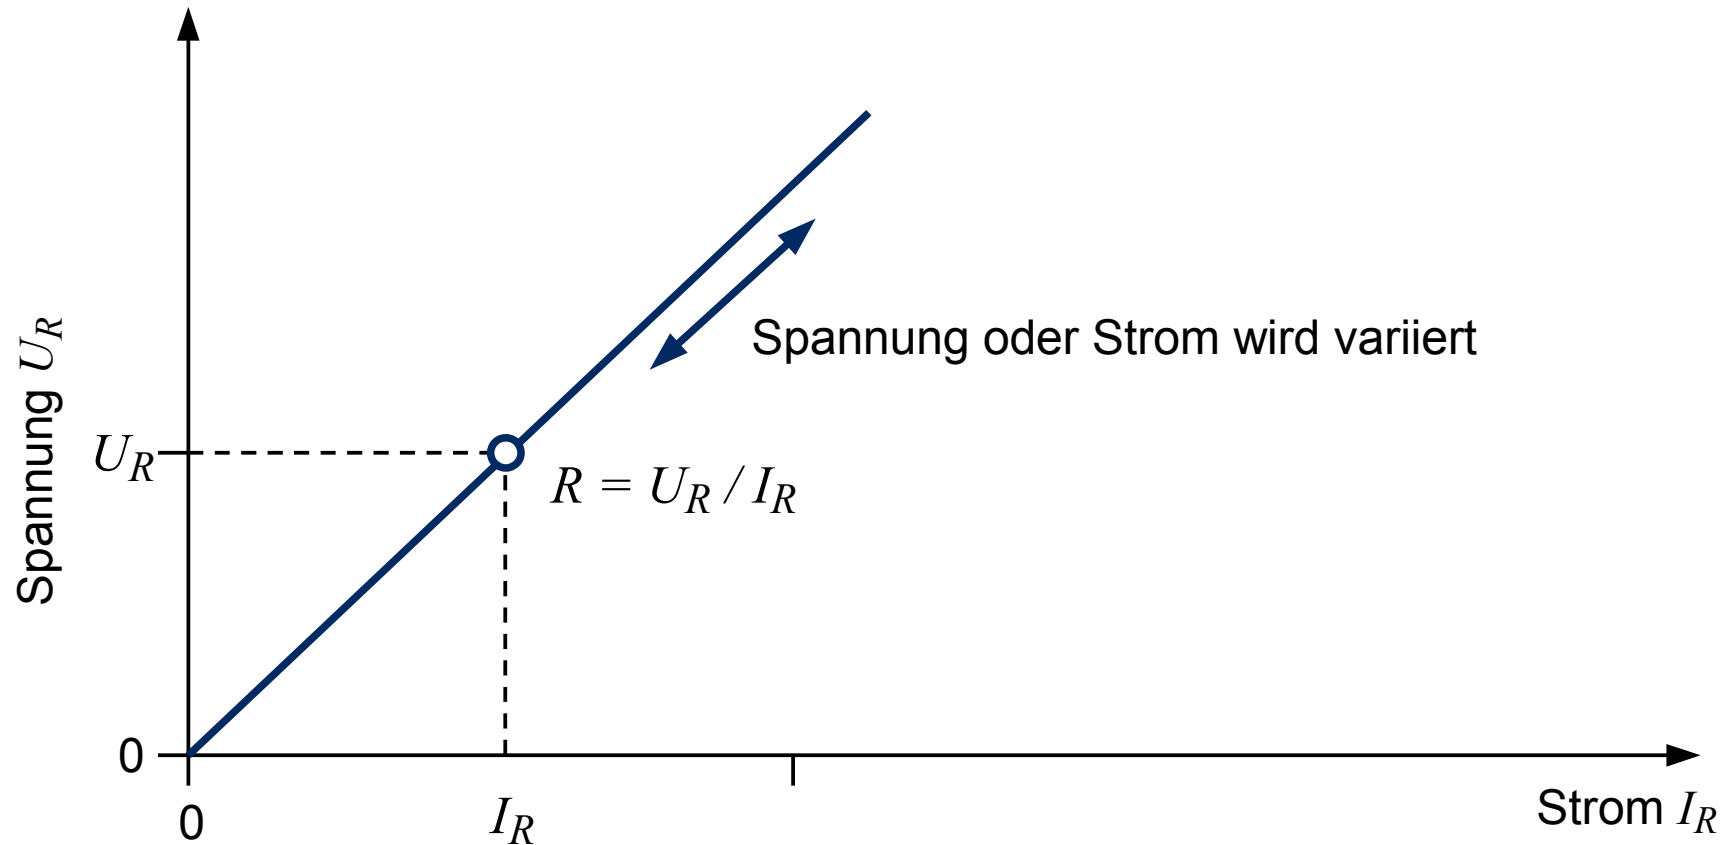 Spannung U_R
Spannung oder Strom wird variiert
U_R
R = U_R / I_R
0
0
I_R
Strom I_R